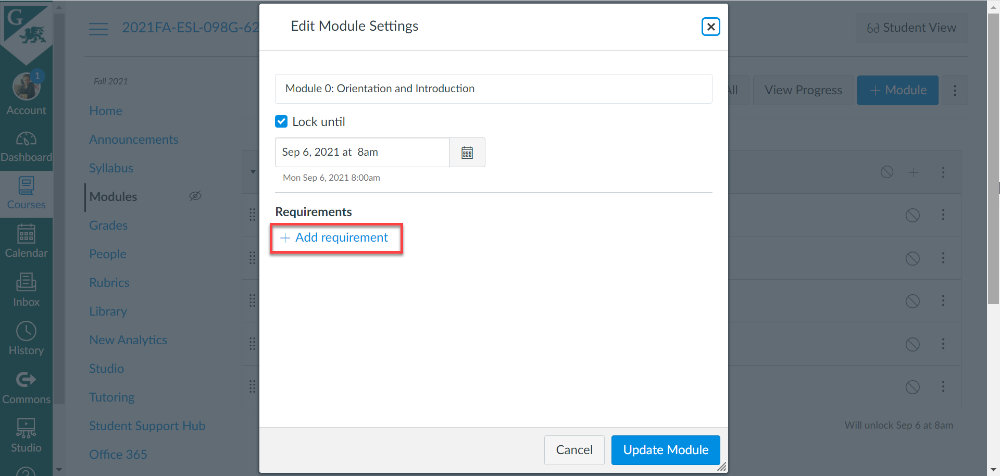 G
1
Account
Dashboard
Courses
Calendar
Inbox
History
Commons
Studio
2021FA-ESL-098G-62
Fall 2021
Home
Announcements
Syllabus
Modules
Grades
People
Rubrics
Library
New Analytics
Studio
Tutoring
Student Support Hub
Office 365
Edit Module Settings
Module 0: Orientation and Introduction
Lock until
Sep 6, 2021 at 8am
Mon Sep 6, 2021 8:00am
Requirements
+ Add requirement
Cancel
Update Module
Student View
All
View Progress
+ Module
Will unlock Sep 6 at 8am